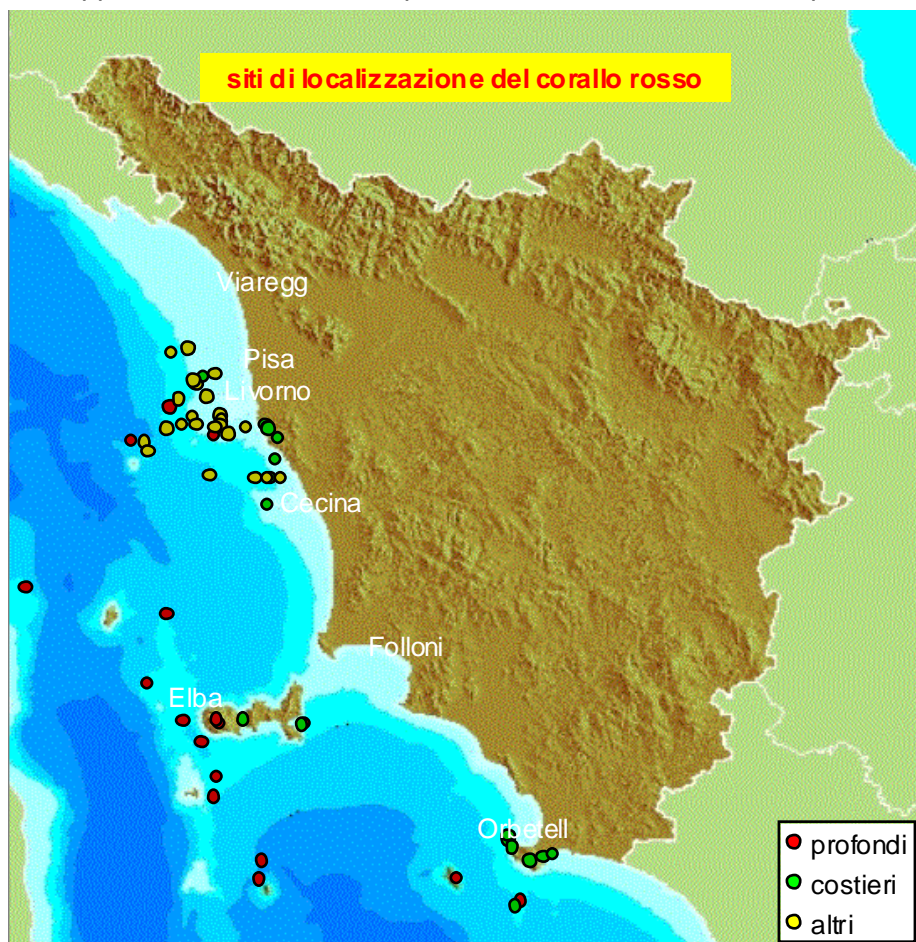 siti di localizzazione del corallo rosso
Viaregg
Pisa
Livorno
Cecina
Folloni
Elba
Orbetell
profondi
costieri
altri